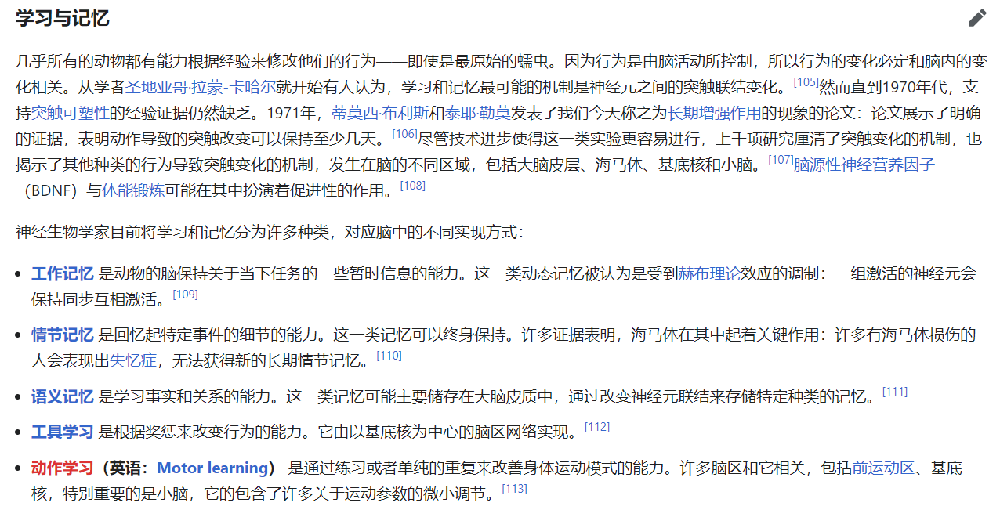 学习与记忆
几乎所有的动物都有能力根据经验来修改他们的行为——即使是最原始的蠕虫。因为行为是由脑活动所控制，所以行为的变化必定和脑内的变
化相关。从学者圣地亚哥·拉蒙-卡哈尔就开始有人认为，学习和记忆最可能的机制是神经元之间的突触联结变化。[105]然而直到1970年代，支
持突触可塑性的经验证据仍然缺乏。1971年，蒂莫西·布利斯和泰耶·勒莫发表了我们今天称之为长期增强作用的现象的论文：论文展示了明确
的证据，表明动作导致的突触改变可以保持至少几天。[106]尽管技术进步使得这一类实验更容易进行，上千项研究厘清了突触变化的机制，也
揭示了其他种类的行为导致突触变化的机制，发生在脑的不同区域，包括大脑皮层、海马体、基底核和小脑。[107]脑源性神经营养因子
（BDNF）与体能锻炼可能在其中扮演着促进性的作用。[108]
神经生物学家目前将学习和记忆分为许多种类，对应脑中的不同实现方式：
• 工作记忆 是动物的脑保持关于当下任务的一些暂时信息的能力。这一类动态记忆被认为是受到赫布理论效应的调制：一组激活的神经元会
保持同步互相激活。[109]
• 情节记忆 是回忆起特定事件的细节的能力。这一类记忆可以终身保持。许多证据表明，海马体在其中起着关键作用：许多有海马体损伤的
人会表现出失忆症，无法获得新的长期情节记忆。[110]
• 语义记忆 是学习事实和关系的能力。这一类记忆可能主要储存在大脑皮质中，通过改变神经元联结来存储特定种类的记忆。[111]
• 工具学习 是根据奖惩来改变行为的能力。它由以基底核为中心的脑区网络实现。[112]
• 动作学习（英语：Motor learning） 是通过练习或者单纯的重复来改善身体运动模式的能力。许多脑区和它相关，包括前运动区、基底
核，特别重要的是小脑，它的包含了许多关于运动参数的微小调节。[113]